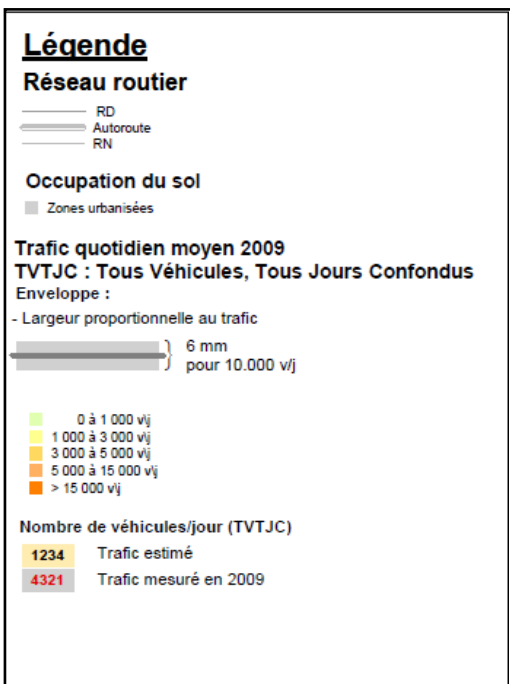 Légende
Réseau routier
RD
Autoroute
RN
Occupation du sol
Zones urbanisées
Trafic quotidien moyen 2009
TVTJC : Tous Véhicules, Tous Jours Confondus
Enveloppe :
- Largeur proportionnelle au trafic
6 mm
pour 10.000 v/j
0 à 1 000 v\j
1 000 à 3 000 v\j
3 000 à 5 000 v\j
5 000 à 15 000 v\j
> 15 000 v\j
Nombre de véhicules/jour (TVTJC)
1234 Trafic estimé
4321 Trafic mesuré en 2009